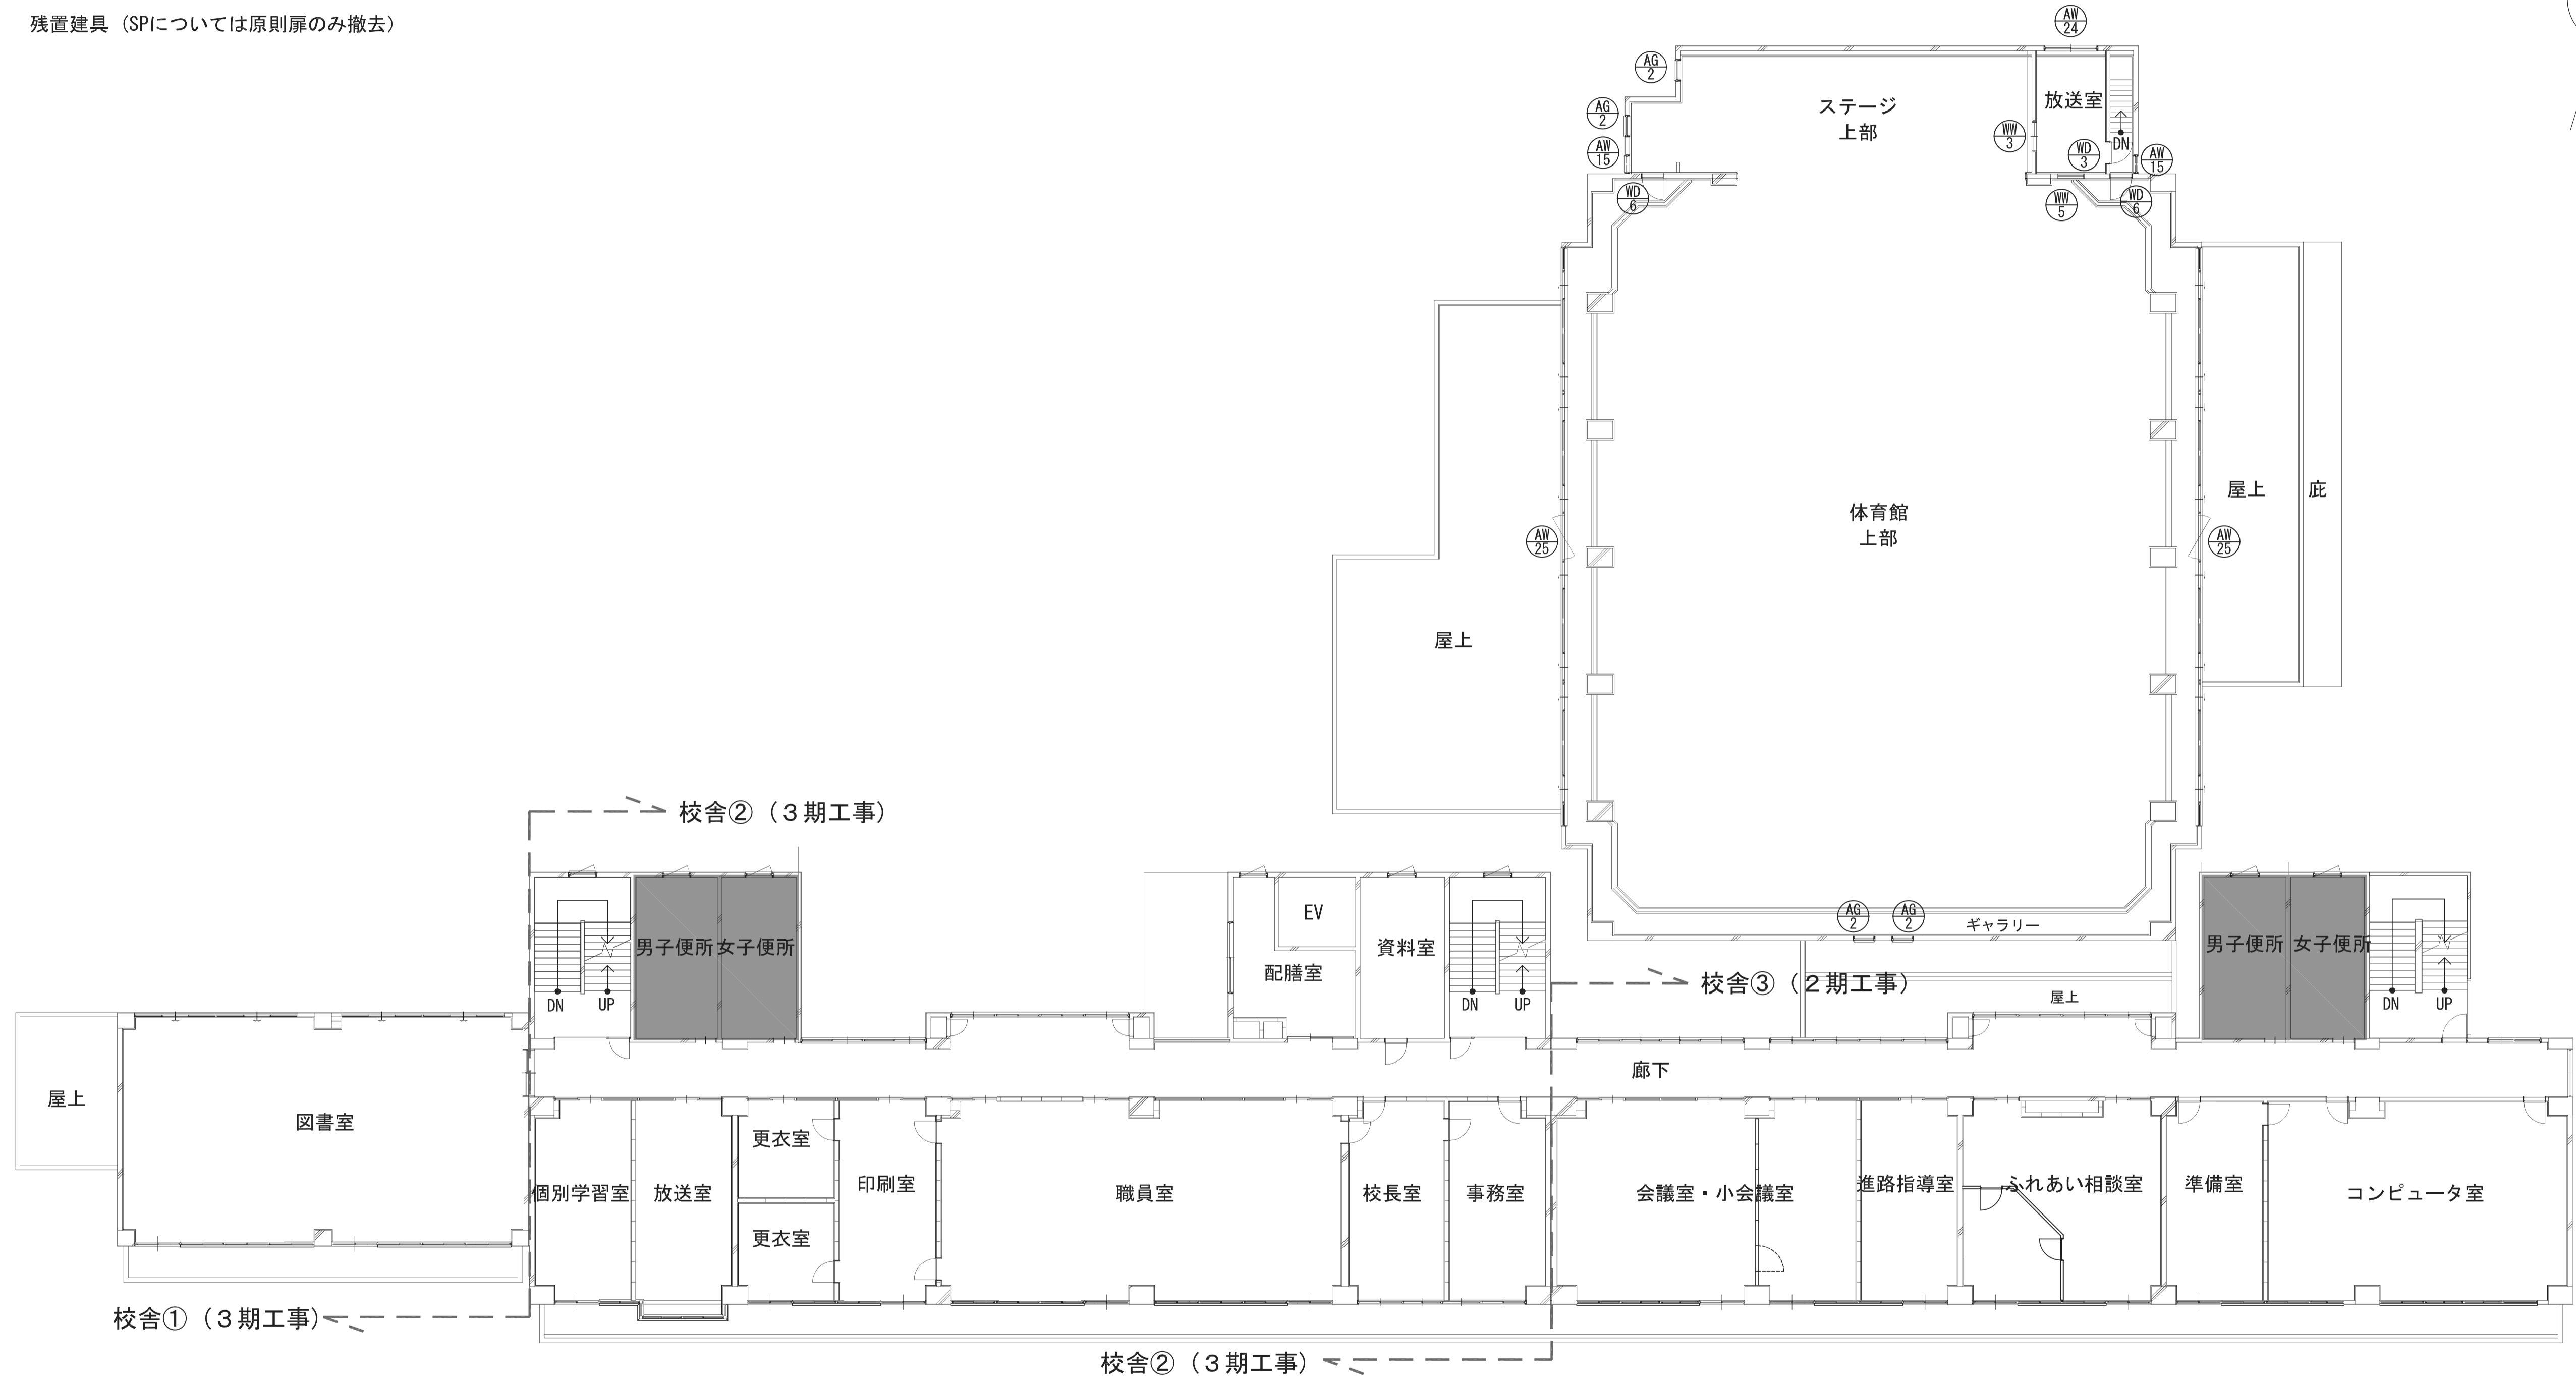 残置建具（SPについては原則扉のみ撤去）
AW
24
AG
2
ステージ
上部
放送室
AG
2
WW
3
DN
AW
15
WD
3
AW
15
WD
6
WW
5
WD
6
屋上
庇
体育館
上部
AW
25
AW
25
屋上
校舎②（３期工事）
EV
AG
2
AG
2
ギャラリー
男子便所
女子便所
資料室
男子便所
女子便所
配膳室
校舎③（２期工事）
DN
UP
DN
UP
屋上
DN
UP
廊下
屋上
図書室
更衣室
個別学習室
放送室
印刷室
職員室
校長室
事務室
会議室・小会議室
進路指導室
ふれあい相談室
準備室
コンピュータ室
更衣室
校舎①（３期工事）
校舎②（３期工事）